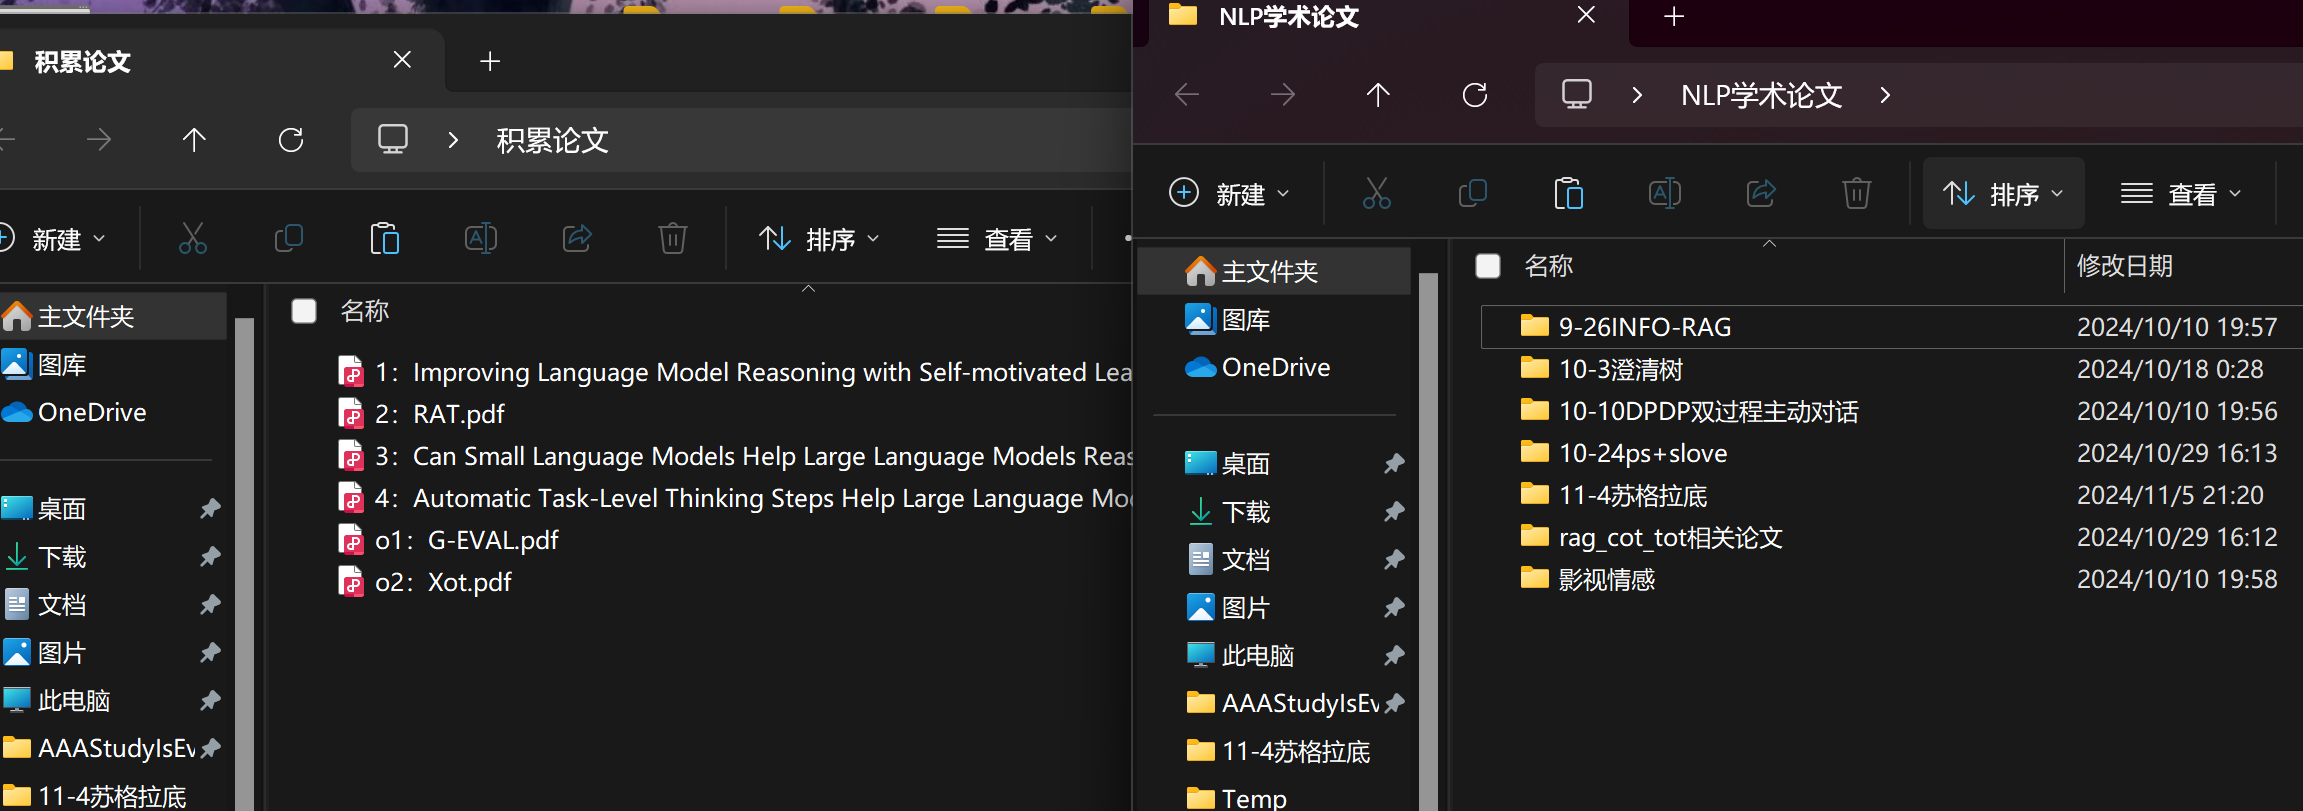 积累论文
积累论文
新建
排序
查看
主文件夹
图库
OneDrive
桌面
下载
文档
图片
此电脑
AAAStudyIsEv
11-4苏格拉底
名称
1：Improving Language Model Reasoning with Self-motivated Lea
2：RAT.pdf
3：Can Small Language Models Help Large Language Models Reas
4：Automatic Task-Level Thinking Steps Help Large Language Mod
o1：G-EVAL.pdf
o2：Xot.pdf
NLP学术论文
NLP学术论文
新建
排序
查看
主文件夹
图库
OneDrive
桌面
下载
文档
图片
此电脑
AAAStudyIsEv
11-4苏格拉底
Temp
名称 修改日期
9-26INFO-RAG 2024/10/10 19:57
10-3澄清树 2024/10/18 0:28
10-10DPDP双过程主动对话 2024/10/10 19:56
10-24ps+slove 2024/10/29 16:13
11-4苏格拉底 2024/11/5 21:20
rag_cot_tot相关论文 2024/10/29 16:12
影视情感 2024/10/10 19:58